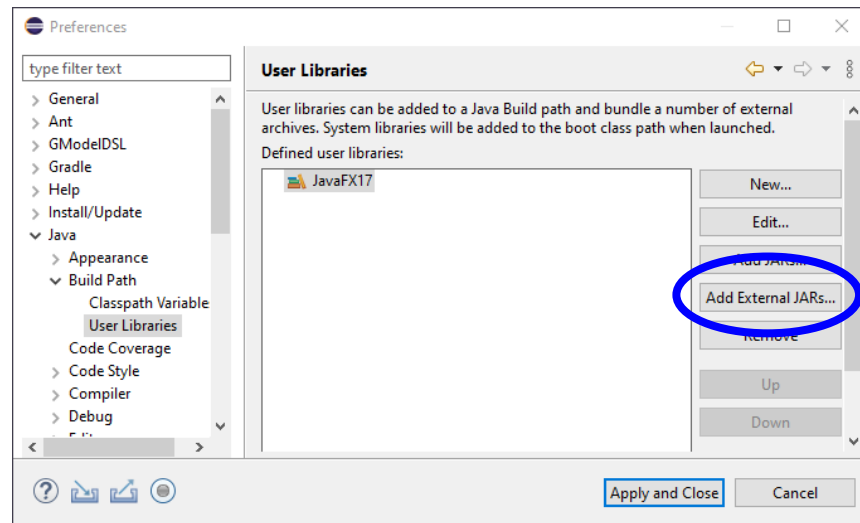 Preferences
type filter text
User Libraries
General
Ant
GModelDSL
Gradle
Help
Install/Update
Java
Appearance
Build Path
Classpath Variable
User Libraries
Code Coverage
Code Style
Compiler
Debug
User libraries can be added to a Java Build path and bundle a number of external
archives. System libraries will be added to the boot class path when launched.
Defined user libraries:
JavaFX17
New...
Edit...
Add JARs...
Add External JARs...
Remove
Up
Down
Apply and Close
Cancel